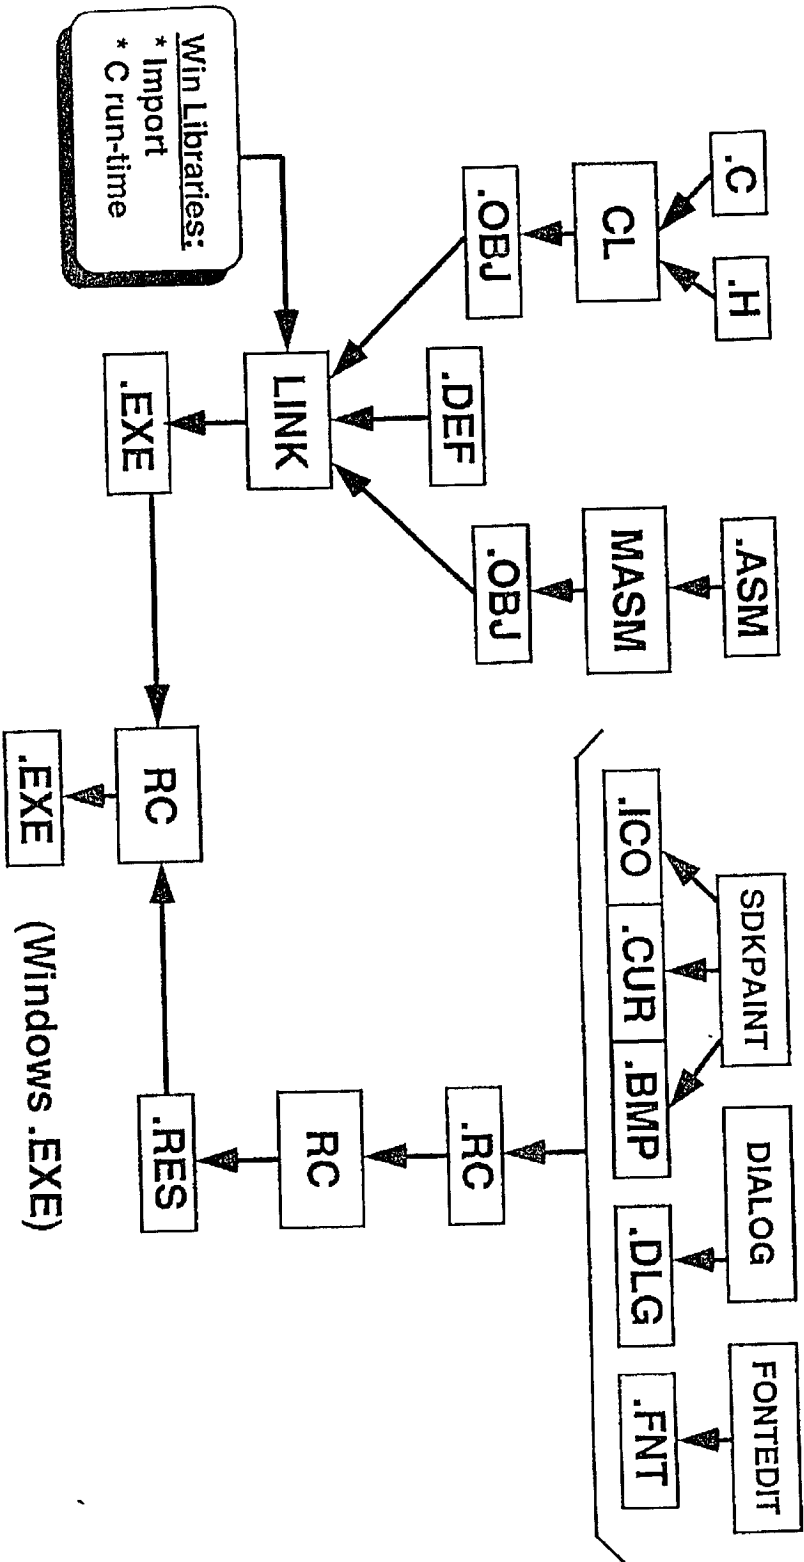 SDKPAINT
DIALOG
FONTEDIT
.C
.H
.ASM
.ICO
.CUR
.BMP
.DLG
.FNT
CL
MASM
.OBJ
.OBJ
.DEF
.RC
LINK
RC
Win Libraries:
* Import
* C run-time
.EXE
RC
.RES
.EXE
(Windows .EXE)